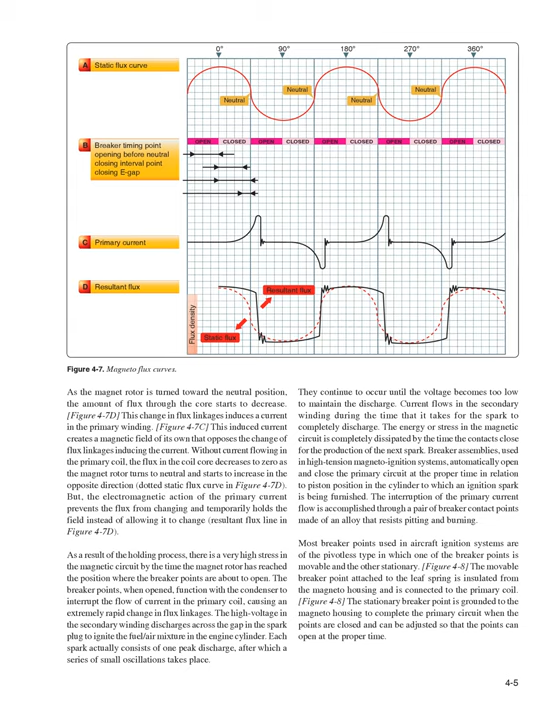 0° 90° 180° 270° 360°
A Static flux curve
Neutral Neutral Neutral Neutral
B Breaker timing point
opening before neutral
closing interval point
closing E-gap
OPEN CLOSED OPEN CLOSED OPEN CLOSED OPEN CLOSED OPEN CLOSED
C Primary current
D Resultant flux
Resultant flux
Flux density
Static flux
Figure 4-7. Magneto flux curves.
As the magnet rotor is turned toward the neutral position,
the amount of flux through the core starts to decrease.
[Figure 4-7D] This change in flux linkages induces a current
in the primary winding. [Figure 4-7C] This induced current
creates a magnetic field of its own that opposes the change of
flux linkages inducing the current. Without current flowing in
the primary coil, the flux in the coil core decreases to zero as
the magnet rotor turns to neutral and starts to increase in the
opposite direction (dotted static flux curve in Figure 4-7D).
But, the electromagnetic action of the primary current
prevents the flux from changing and temporarily holds the
field instead of allowing it to change (resultant flux line in
Figure 4-7D).
As a result of the holding process, there is a very high stress in
the magnetic circuit by the time the magnet rotor has reached
the position where the breaker points are about to open. The
breaker points, when opened, function with the condenser to
interrupt the flow of current in the primary coil, causing an
extremely rapid change in flux linkages. The high-voltage in
the secondary winding discharges across the gap in the spark
plug to ignite the fuel/air mixture in the engine cylinder. Each
spark actually consists of one peak discharge, after which a
series of small oscillations takes place.
They continue to occur until the voltage becomes too low
to maintain the discharge. Current flows in the secondary
winding during the time that it takes for the spark to
completely discharge. The energy or stress in the magnetic
circuit is completely dissipated by the time the contacts close
for the production of the next spark. Breaker assemblies, used
in high-tension magneto-ignition systems, automatically open
and close the primary circuit at the proper time in relation
to piston position in the cylinder to which an ignition spark
is being furnished. The interruption of the primary current
flow is accomplished through a pair of breaker contact points
made of an alloy that resists pitting and burning.
Most breaker points used in aircraft ignition systems are
of the pivotless type in which one of the breaker points is
movable and the other stationary. [Figure 4-8] The movable
breaker point attached to the leaf spring is insulated from
the magneto housing and is connected to the primary coil.
[Figure 4-8] The stationary breaker point is grounded to the
magneto housing to complete the primary circuit when the
points are closed and can be adjusted so that the points can
open at the proper time.
4-5